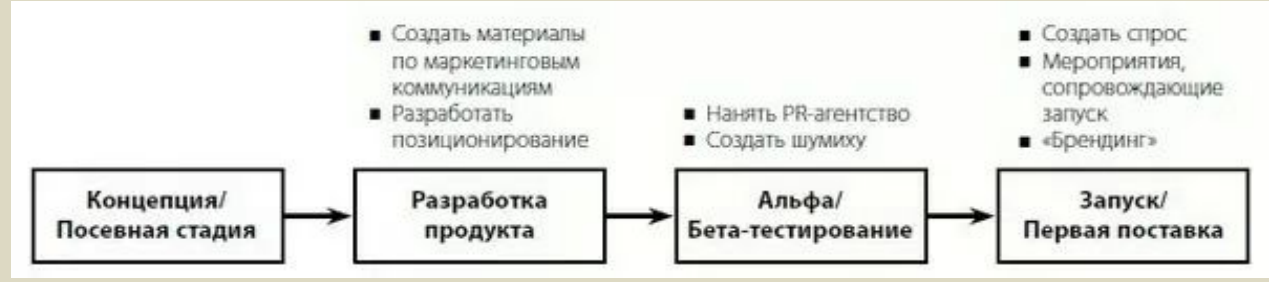 ■ Создать материалы
по маркетинговым
коммуникациям
■ Разработать
позиционирование
■ Нанять PR-агентство
■ Создать шумиху
■ Создать спрос
■ Мероприятия,
сопровождающие
запуск
■ «Брендинг»
Концепция/
Посевная стадия
Разработка
продукта
Альфа/
Бета-тестирование
Запуск/
Первая поставка